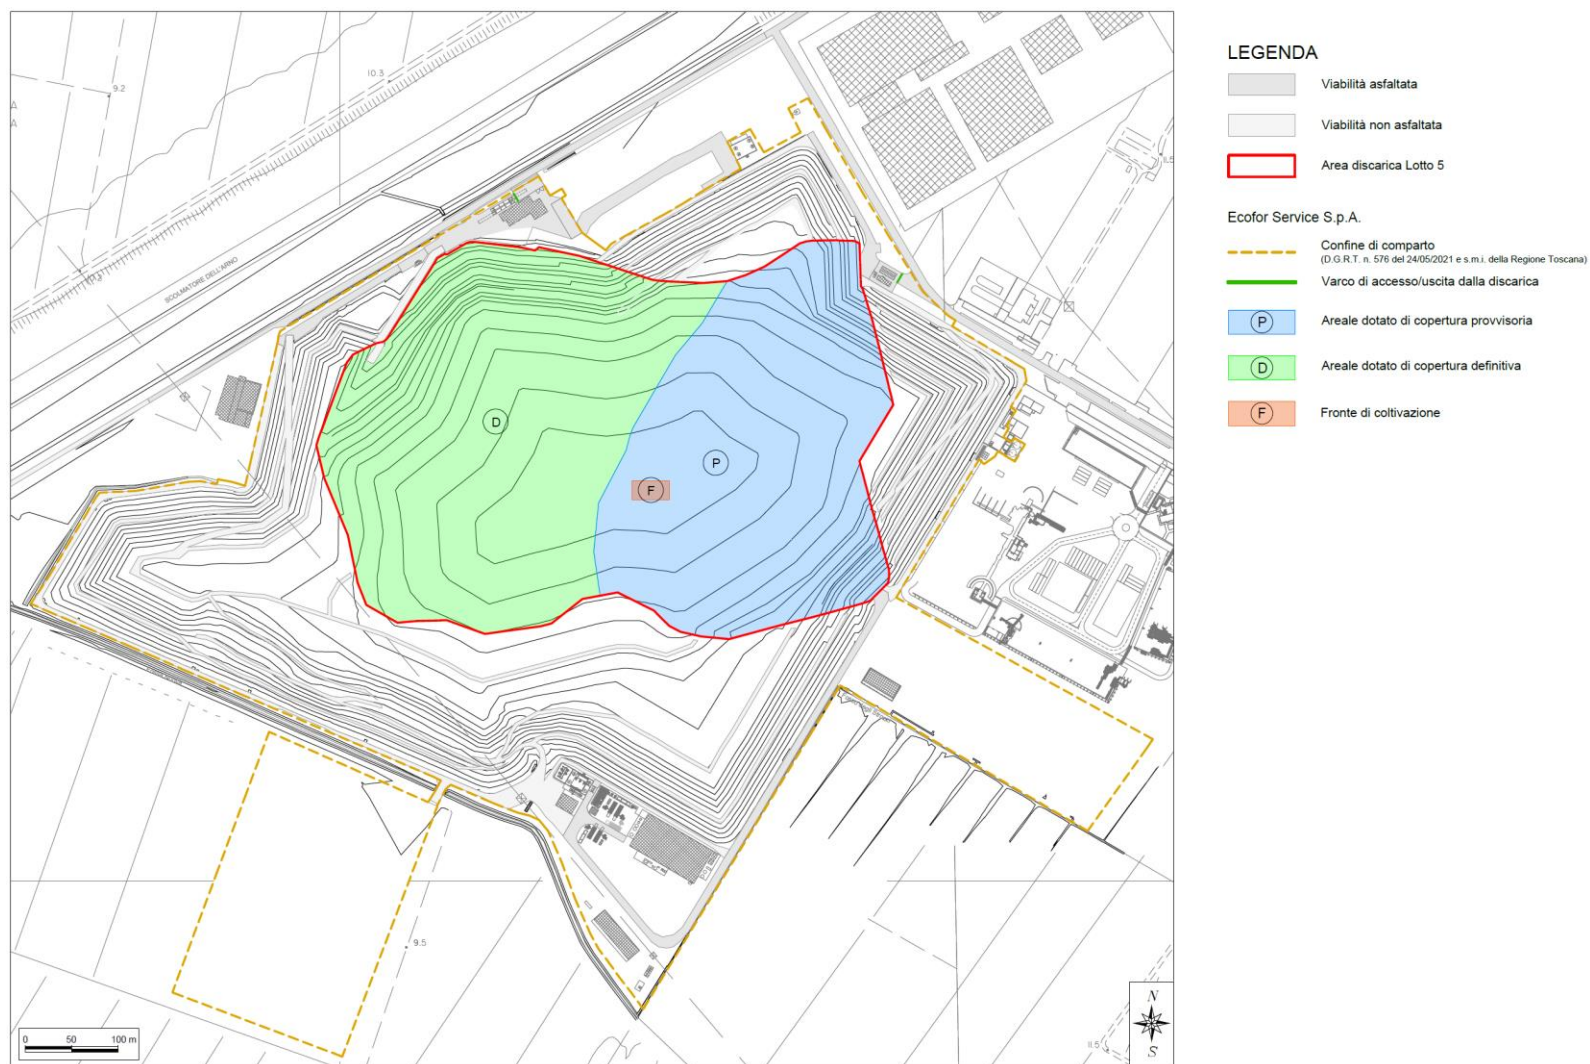 LEGENDA
Viabilità asfaltata
Viabilità non asfaltata
Area discarica Lotto 5
Ecofor Service S.p.A.
Confine di comparto
(D.G.R.T. n. 576 del 24/05/2021 e s.m.i. della Regione Toscana)
Varco di accesso/uscita dalla discarica
P Areale dotato di copertura provvisoria
D Areale dotato di copertura definitiva
F Fronte di coltivazione
10.3
9.2
SCOLMATORE DELL'ARNO
D
P
F
9.5
11.5
N
S
0 50 100 m